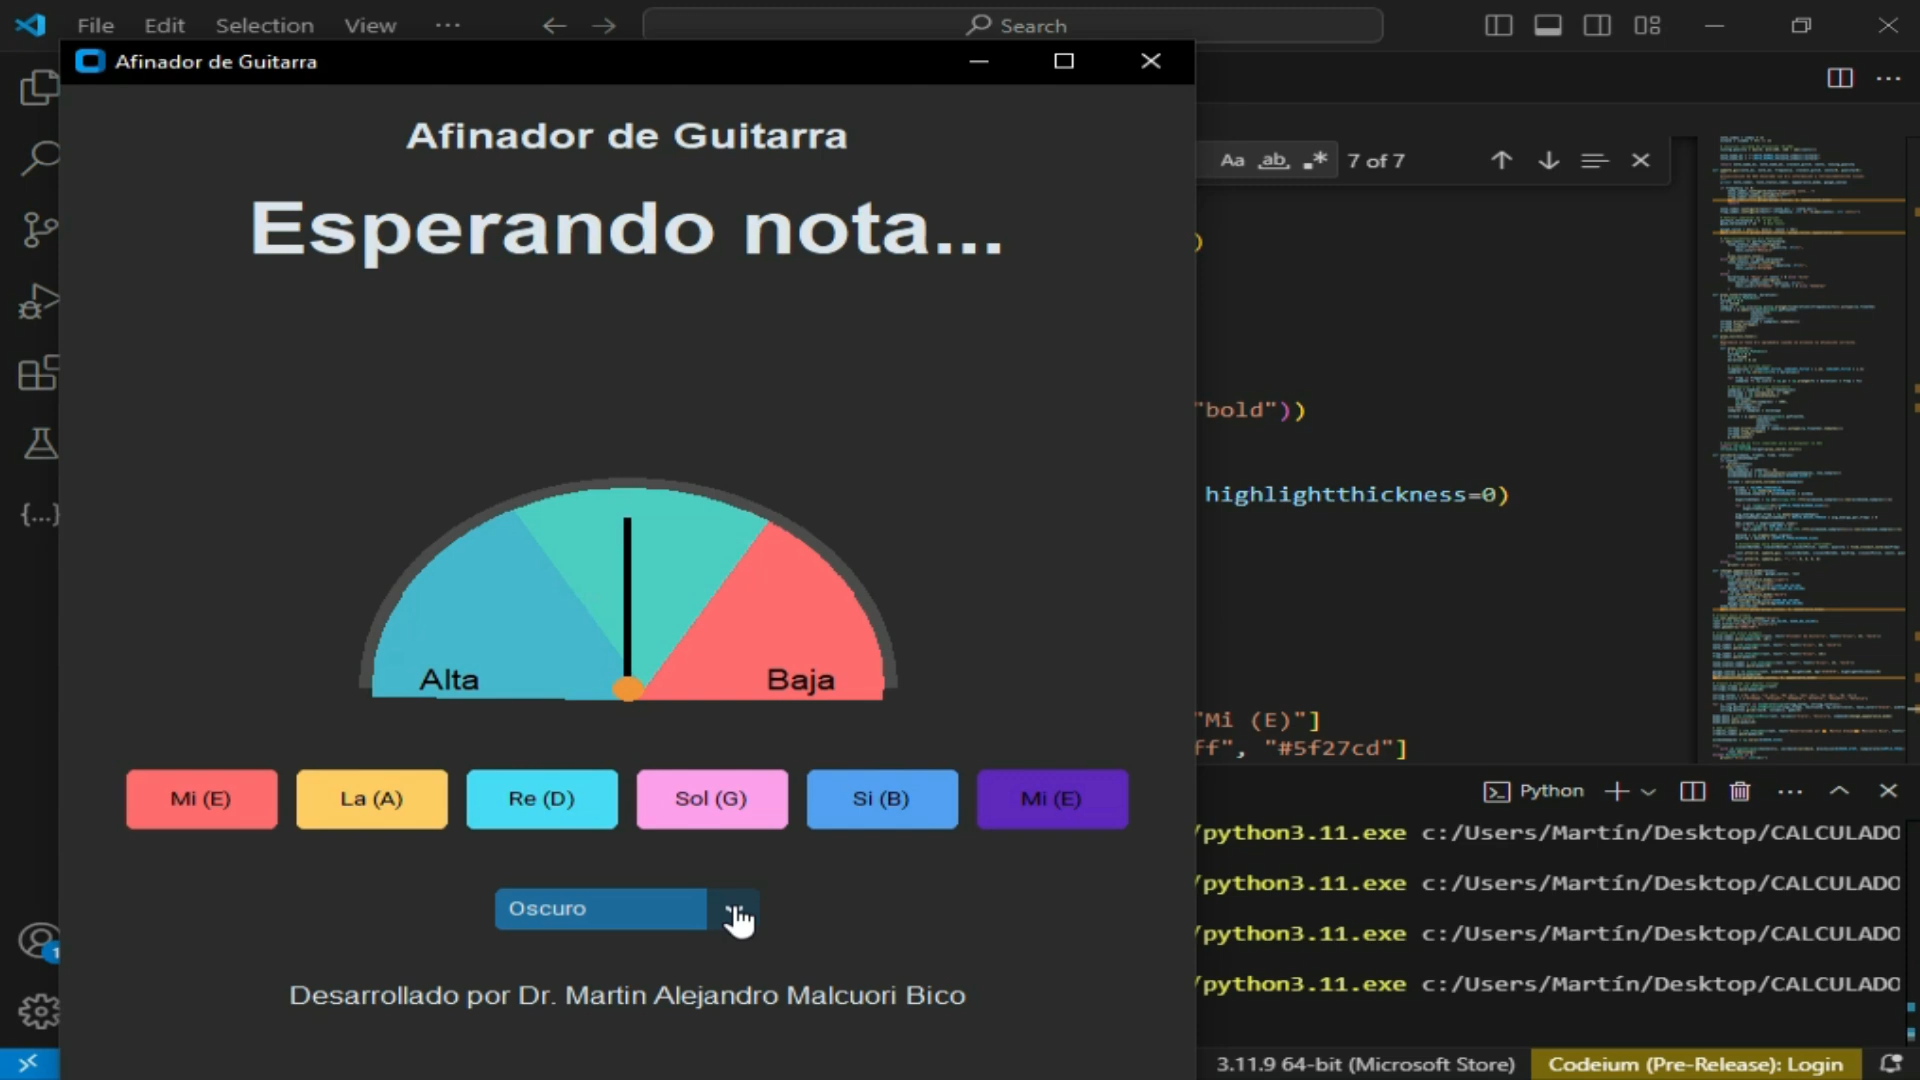 File Edit Selection View ··· Search
Afinador de Guitarra
Afinador de Guitarra
Esperando nota...
Aa ab 7 of 7
)
"bold"))
highlightthickness=0)
Alta Baja
"Mi (E)"]
ff", "#5f27cd"]
Mi (E) La (A) Re (D) Sol (G) Si (B) Mi (E)
Python
/python3.11.exe c:/Users/Martín/Desktop/CALCULADO
/python3.11.exe c:/Users/Martín/Desktop/CALCULADO
/python3.11.exe c:/Users/Martín/Desktop/CALCULADO
/python3.11.exe c:/Users/Martín/Desktop/CALCULADO
Oscuro
Desarrollado por Dr. Martin Alejandro Malcuori Bico
1
3.11.9 64-bit (Microsoft Store) Codeium (Pre-Release): Login